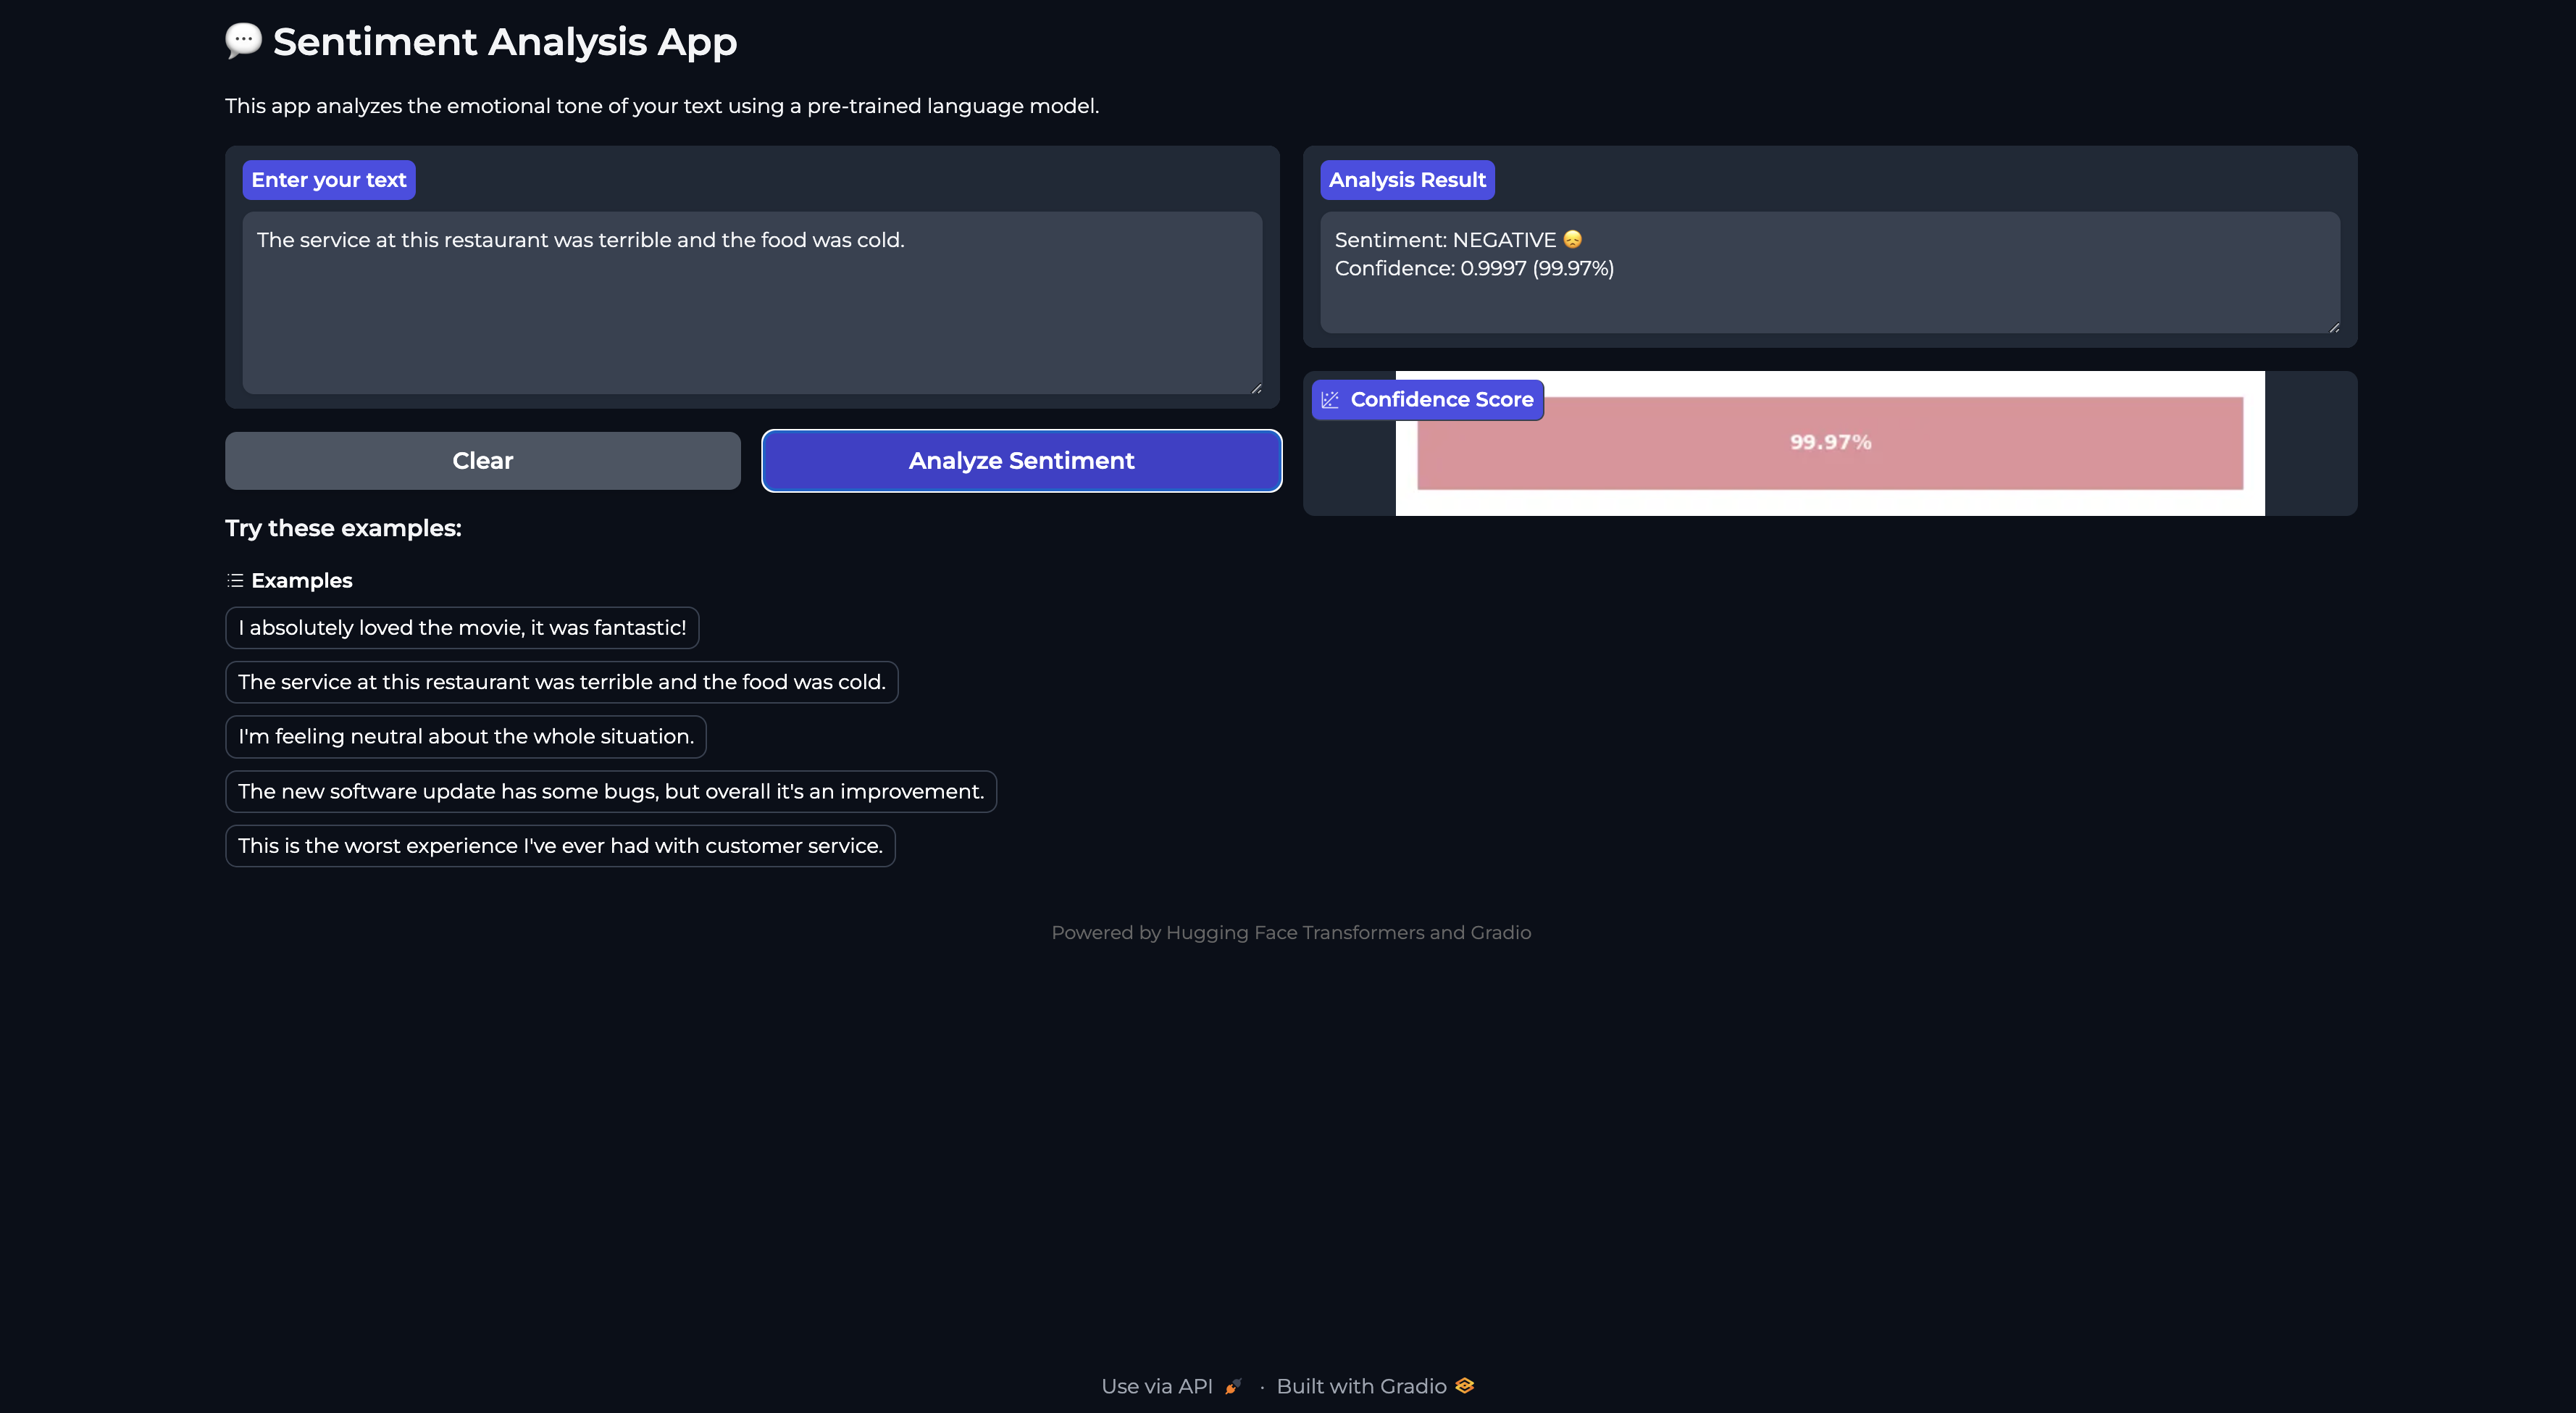 💬 Sentiment Analysis App
This app analyzes the emotional tone of your text using a pre-trained language model.
Enter your text
The service at this restaurant was terrible and the food was cold.
Clear
Analyze Sentiment
Try these examples:
Examples
I absolutely loved the movie, it was fantastic!
The service at this restaurant was terrible and the food was cold.
I'm feeling neutral about the whole situation.
The new software update has some bugs, but overall it's an improvement.
This is the worst experience I've ever had with customer service.
Analysis Result
Sentiment: NEGATIVE 😞
Confidence: 0.9997 (99.97%)
Confidence Score
99.97%
Powered by Hugging Face Transformers and Gradio
Use via API · Built with Gradio